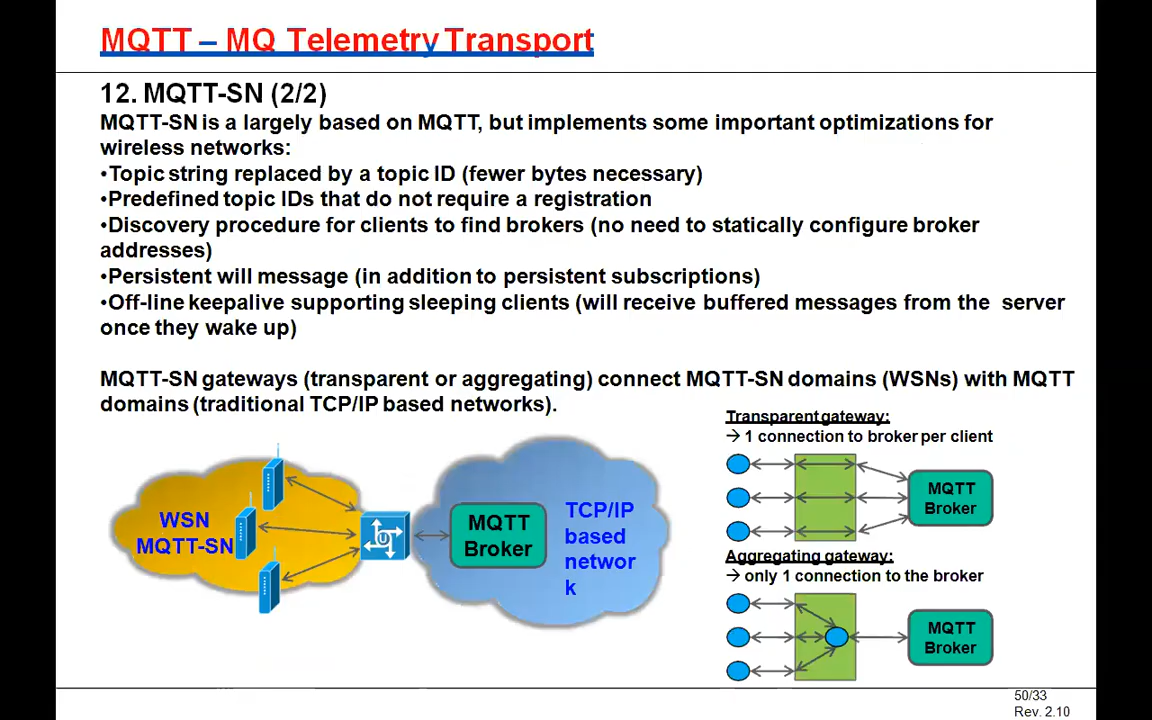 MQTT – MQ Telemetry Transport
12. MQTT-SN (2/2)
MQTT-SN is a largely based on MQTT, but implements some important optimizations for
wireless networks:
•Topic string replaced by a topic ID (fewer bytes necessary)
•Predefined topic IDs that do not require a registration
•Discovery procedure for clients to find brokers (no need to statically configure broker
addresses)
•Persistent will message (in addition to persistent subscriptions)
•Off-line keepalive supporting sleeping clients (will receive buffered messages from the server
once they wake up)
MQTT-SN gateways (transparent or aggregating) connect MQTT-SN domains (WSNs) with MQTT
domains (traditional TCP/IP based networks).
WSN
MQTT-SN
U
MQTT
Broker
TCP/IP
based
networ
k
Transparent gateway:
→ 1 connection to broker per client
MQTT
Broker
Aggregating gateway:
→ only 1 connection to the broker
MQTT
Broker
50/33
Rev. 2.10